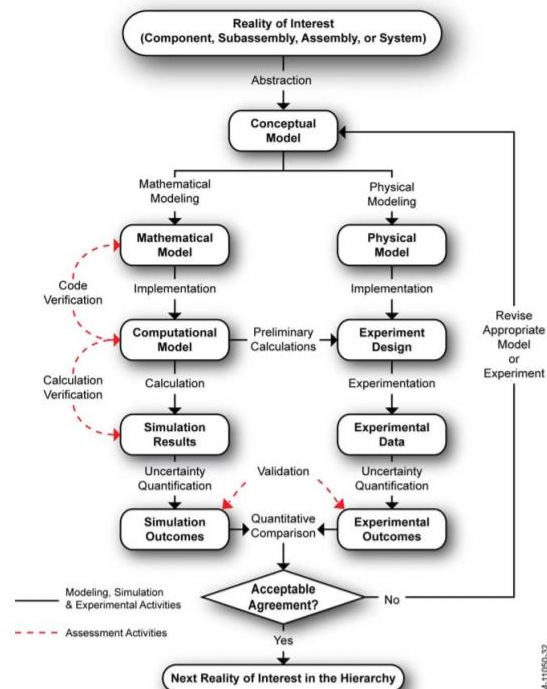 Reality of Interest
(Component, Subassembly, Assembly, or System)
Abstraction
Conceptual
Model
Mathematical
Modeling
Physical
Modeling
Mathematical
Model
Physical
Model
Code
Verification
Implementation
Implementation
Computational
Model
Preliminary
Calculations
Experiment
Design
Revise
Appropriate
Model
or
Experiment
Calculation
Verification
Calculation
Experimentation
Simulation
Results
Experimental
Data
Uncertainty
Quantification
Validation
Uncertainty
Quantification
Simulation
Outcomes
Quantitative
Comparison
Experimental
Outcomes
Modeling, Simulation
& Experimental Activities
Acceptable
Agreement?
No
Assessment Activities
Yes
Next Reality of Interest in the Hierarchy